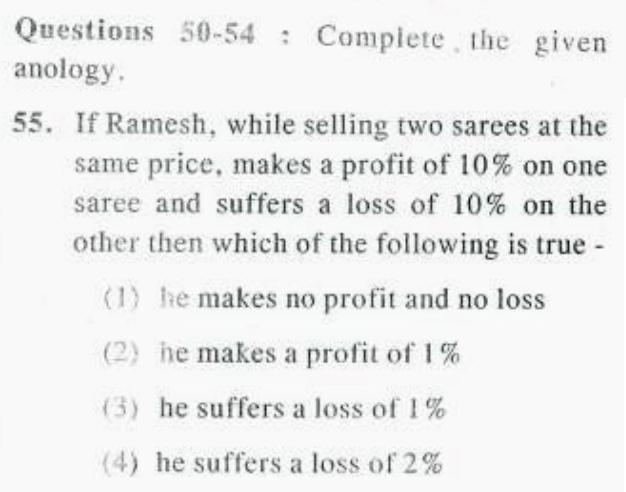 Questions 50-54 : Complete the given
anology.
55. If Ramesh, while selling two sarees at the
same price, makes a profit of 10% on one
saree and suffers a loss of 10% on the
other then which of the following is true -
(1) he makes no profit and no loss
(2) he makes a profit of 1%
(3) he suffers a loss of 1%
(4) he suffers a loss of 2%